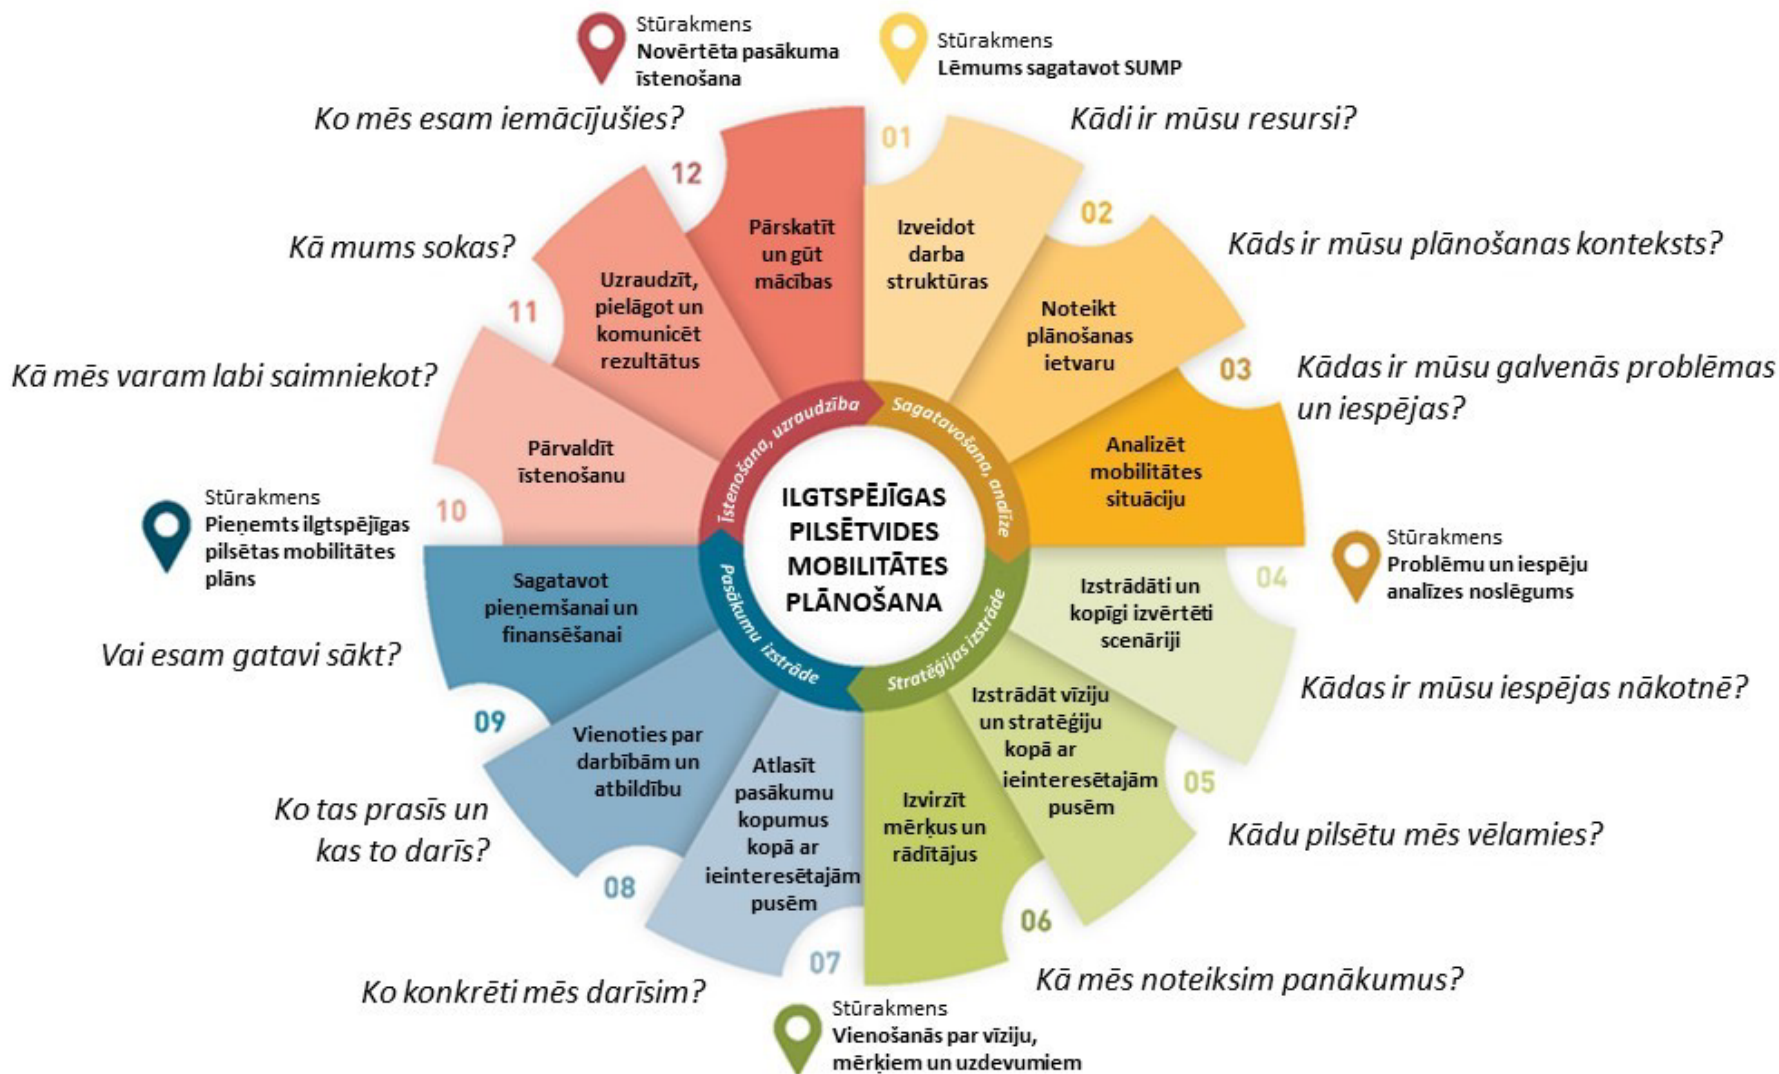 Stūrakmens
Novērtēta pasākuma
īstenošana
Stūrakmens
Lēmums sagatavot SUMP
Ko mēs esam iemācījušies?
Kādi ir mūsu resursi?
01
Izveidot
darba
struktūras
02
Kāds ir mūsu plānošanas konteksts?
Noteikt
plānošanas
ietvaru
03
Kādas ir mūsu galvenās problēmas
un iespējas?
Analizēt
mobilitātes
situāciju
Stūrakmens
Problēmu un iespēju
analīzes noslēgums
04
Izstrādāti un
kopīgi izvērtēti
scenāriji
Kādas ir mūsu iespējas nākotnē?
05
Izstrādāt vīziju
un stratēģiju
kopā ar
ieinteresētajām
pusēm
Kādu pilsētu mēs vēlamies?
06
Izvirzīt
mērķus un
rādītājus
Kā mēs noteiksim panākumus?
Stūrakmens
Vienošanās par vīziju,
mērķiem un uzdevumiem
07
Atlasīt
pasākumu
kopumus
kopā ar
ieinteresētajām
pusēm
Ko konkrēti mēs darīsim?
08
Vienoties par
darbībām un
atbildību
Ko tas prasīs un
kas to darīs?
09
Sagatavot
pieņemšanai un
finansēšanai
Vai esam gatavi sākt?
Stūrakmens
Pieņemts ilgtspējīgas
pilsētas mobilitātes
plāns
10
Pārvaldīt
īstenošanu
Kā mēs varam labi saimniekot?
11
Uzraudzīt,
pielāgot un
komunicēt
rezultātus
Kā mums sokas?
12
Pārskatīt
un gūt
mācības
Īstenošana, uzraudzība
Sagatavošana, analīze
Stratēģijas izstrāde
Pasākumu izstrāde
ILGTSPĒJĪGAS
PILSĒTVIDES
MOBILITĀTES
PLĀNOŠANA